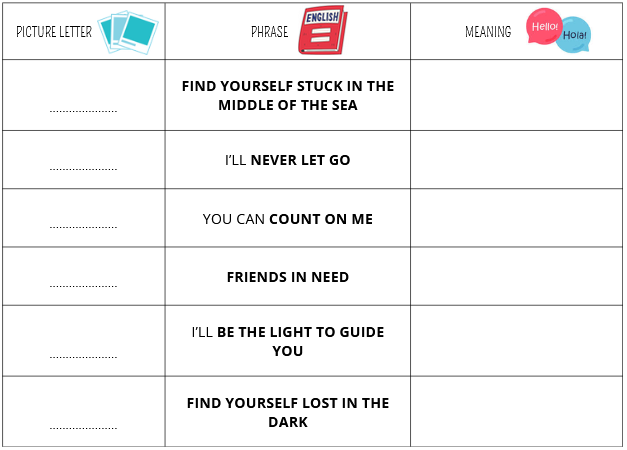 PICTURE LETTER
PHRASE
ENGLISH
MEANING
Hello!
Hola!
FIND YOURSELF STUCK IN THE
MIDDLE OF THE SEA
.....................
I'LL NEVER LET GO
.....................
YOU CAN COUNT ON ME
.....................
FRIENDS IN NEED
.....................
I'LL BE THE LIGHT TO GUIDE
YOU
.....................
FIND YOURSELF LOST IN THE
DARK
.....................